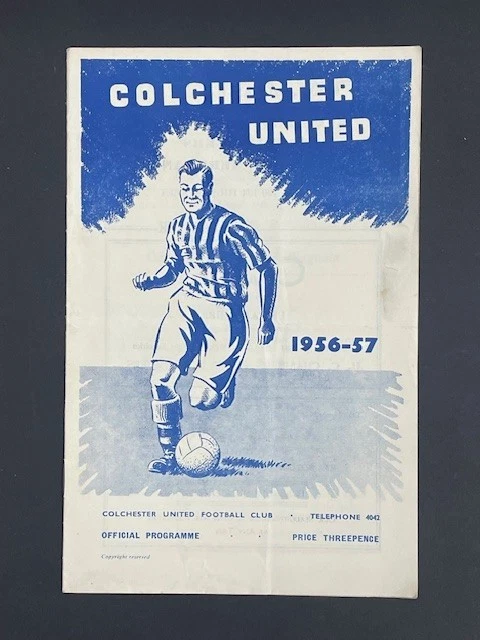 COLCHESTER
UNITED
1956-57
COLCHESTER UNITED FOOTBALL CLUB · TELEPHONE 4042
OFFICIAL PROGRAMME · · PRICE THREEPENCE
Copyright reserved